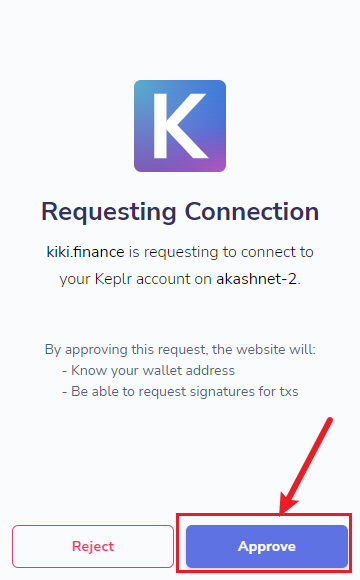 K
Requesting Connection
kiki.finance is requesting to connect to
your Keplr account on akashnet-2.
By approving this request, the website will:
- Know your wallet address
- Be able to request signatures for txs
Reject
Approve